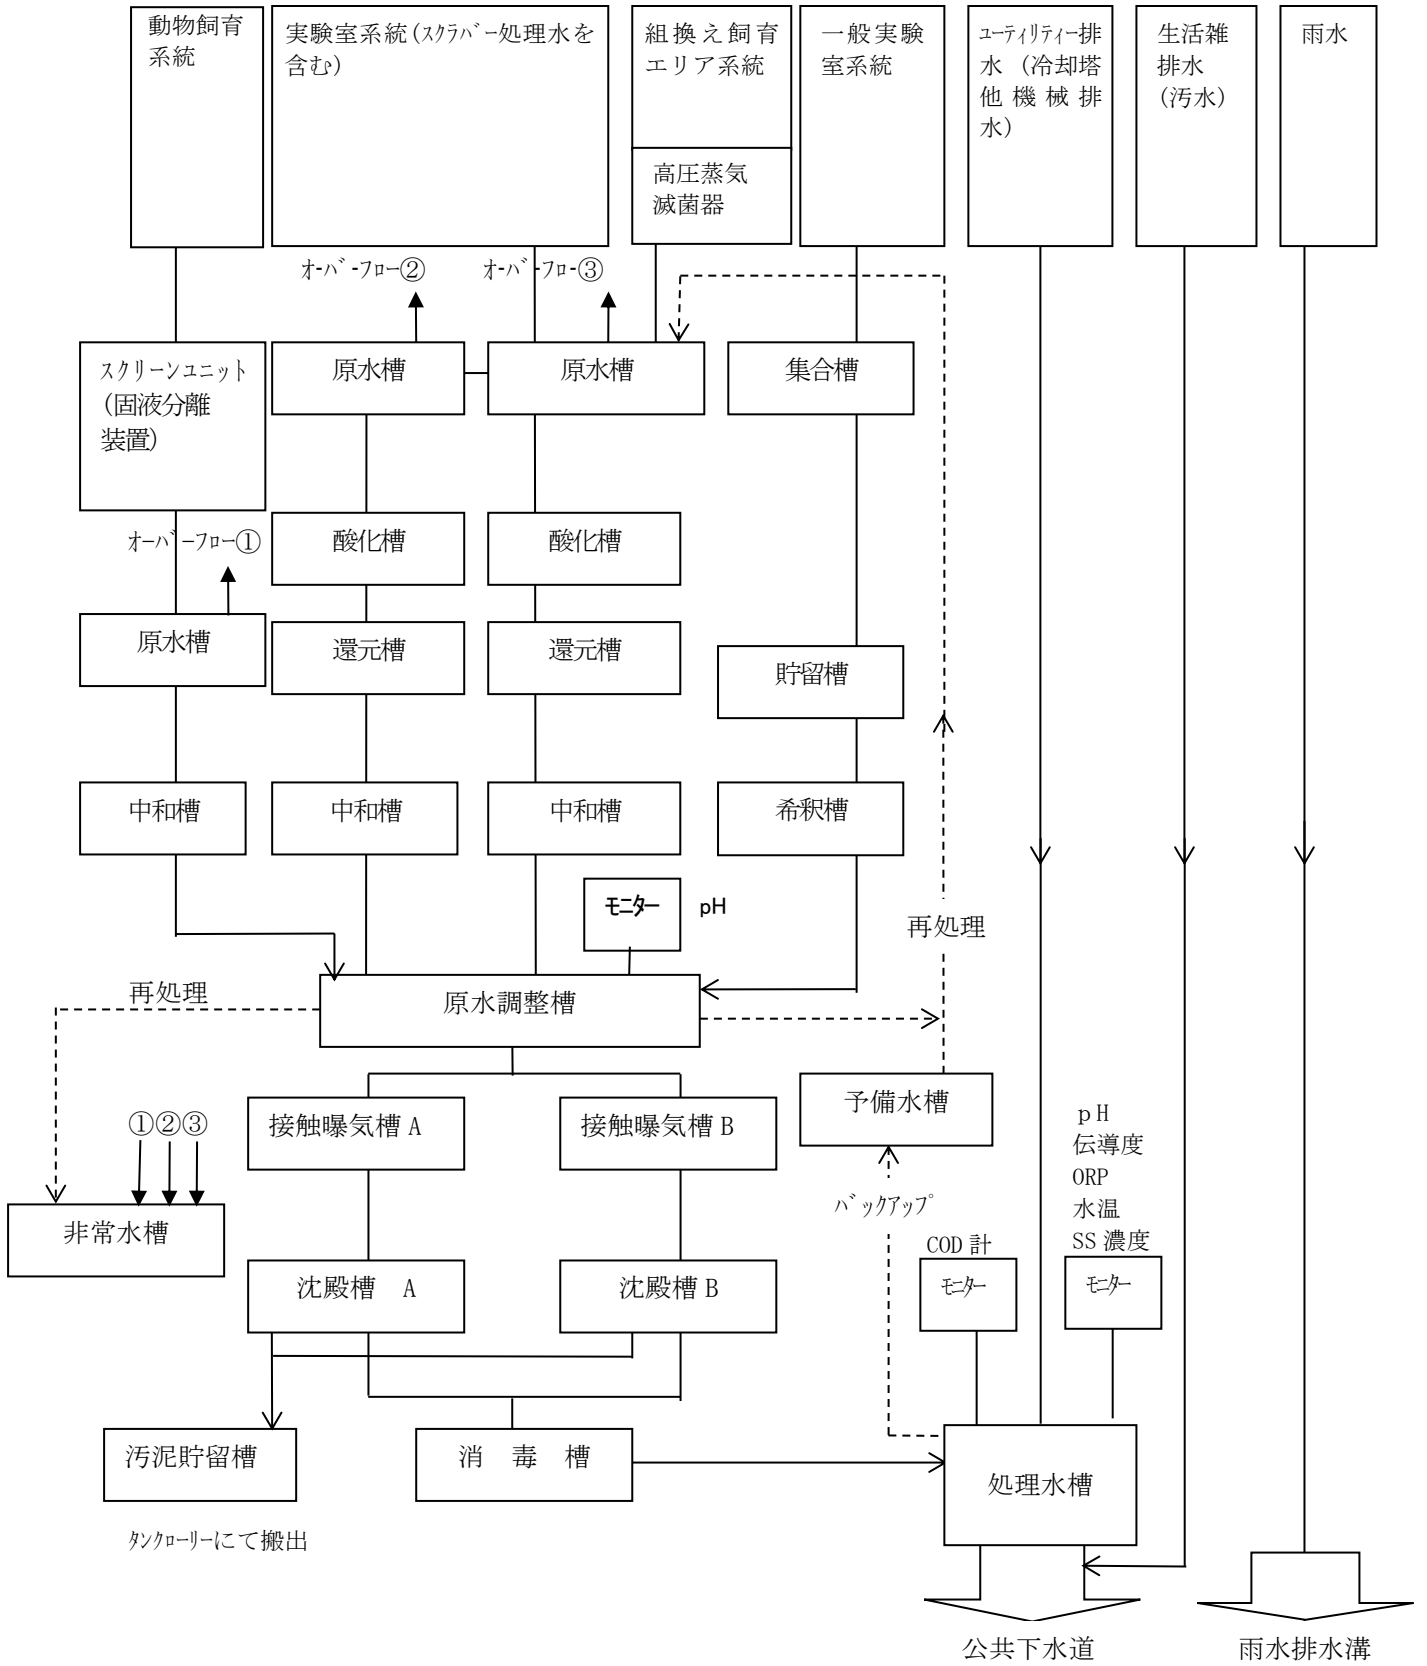 動物飼育
系統
実験室系統(スクラバー処理水を
含む)
組換え飼育
エリア系統
一般実験
室系統
ユーティリティー排
水（冷却塔
他機械排
水）
生活雑
排水
(汚水)
雨水
高圧蒸気
滅菌器
オーバーフロー②
オーバーフロー③
スクリーンユニット
(固液分離
装置)
原水槽
原水槽
集合槽
オーバーフロー①
酸化槽
酸化槽
原水槽
還元槽
還元槽
貯留槽
中和槽
中和槽
中和槽
希釈槽
モニター
pH
再処理
再処理
原水調整槽
予備水槽
接触曝気槽 A
接触曝気槽 B
①②③
pH
伝導度
ORP
水温
SS 濃度
バックアップ
非常水槽
COD 計
モニター
モニター
沈殿槽 A
沈殿槽 B
汚泥貯留槽
消 毒 槽
処理水槽
タンクローリーにて搬出
公共下水道
雨水排水溝